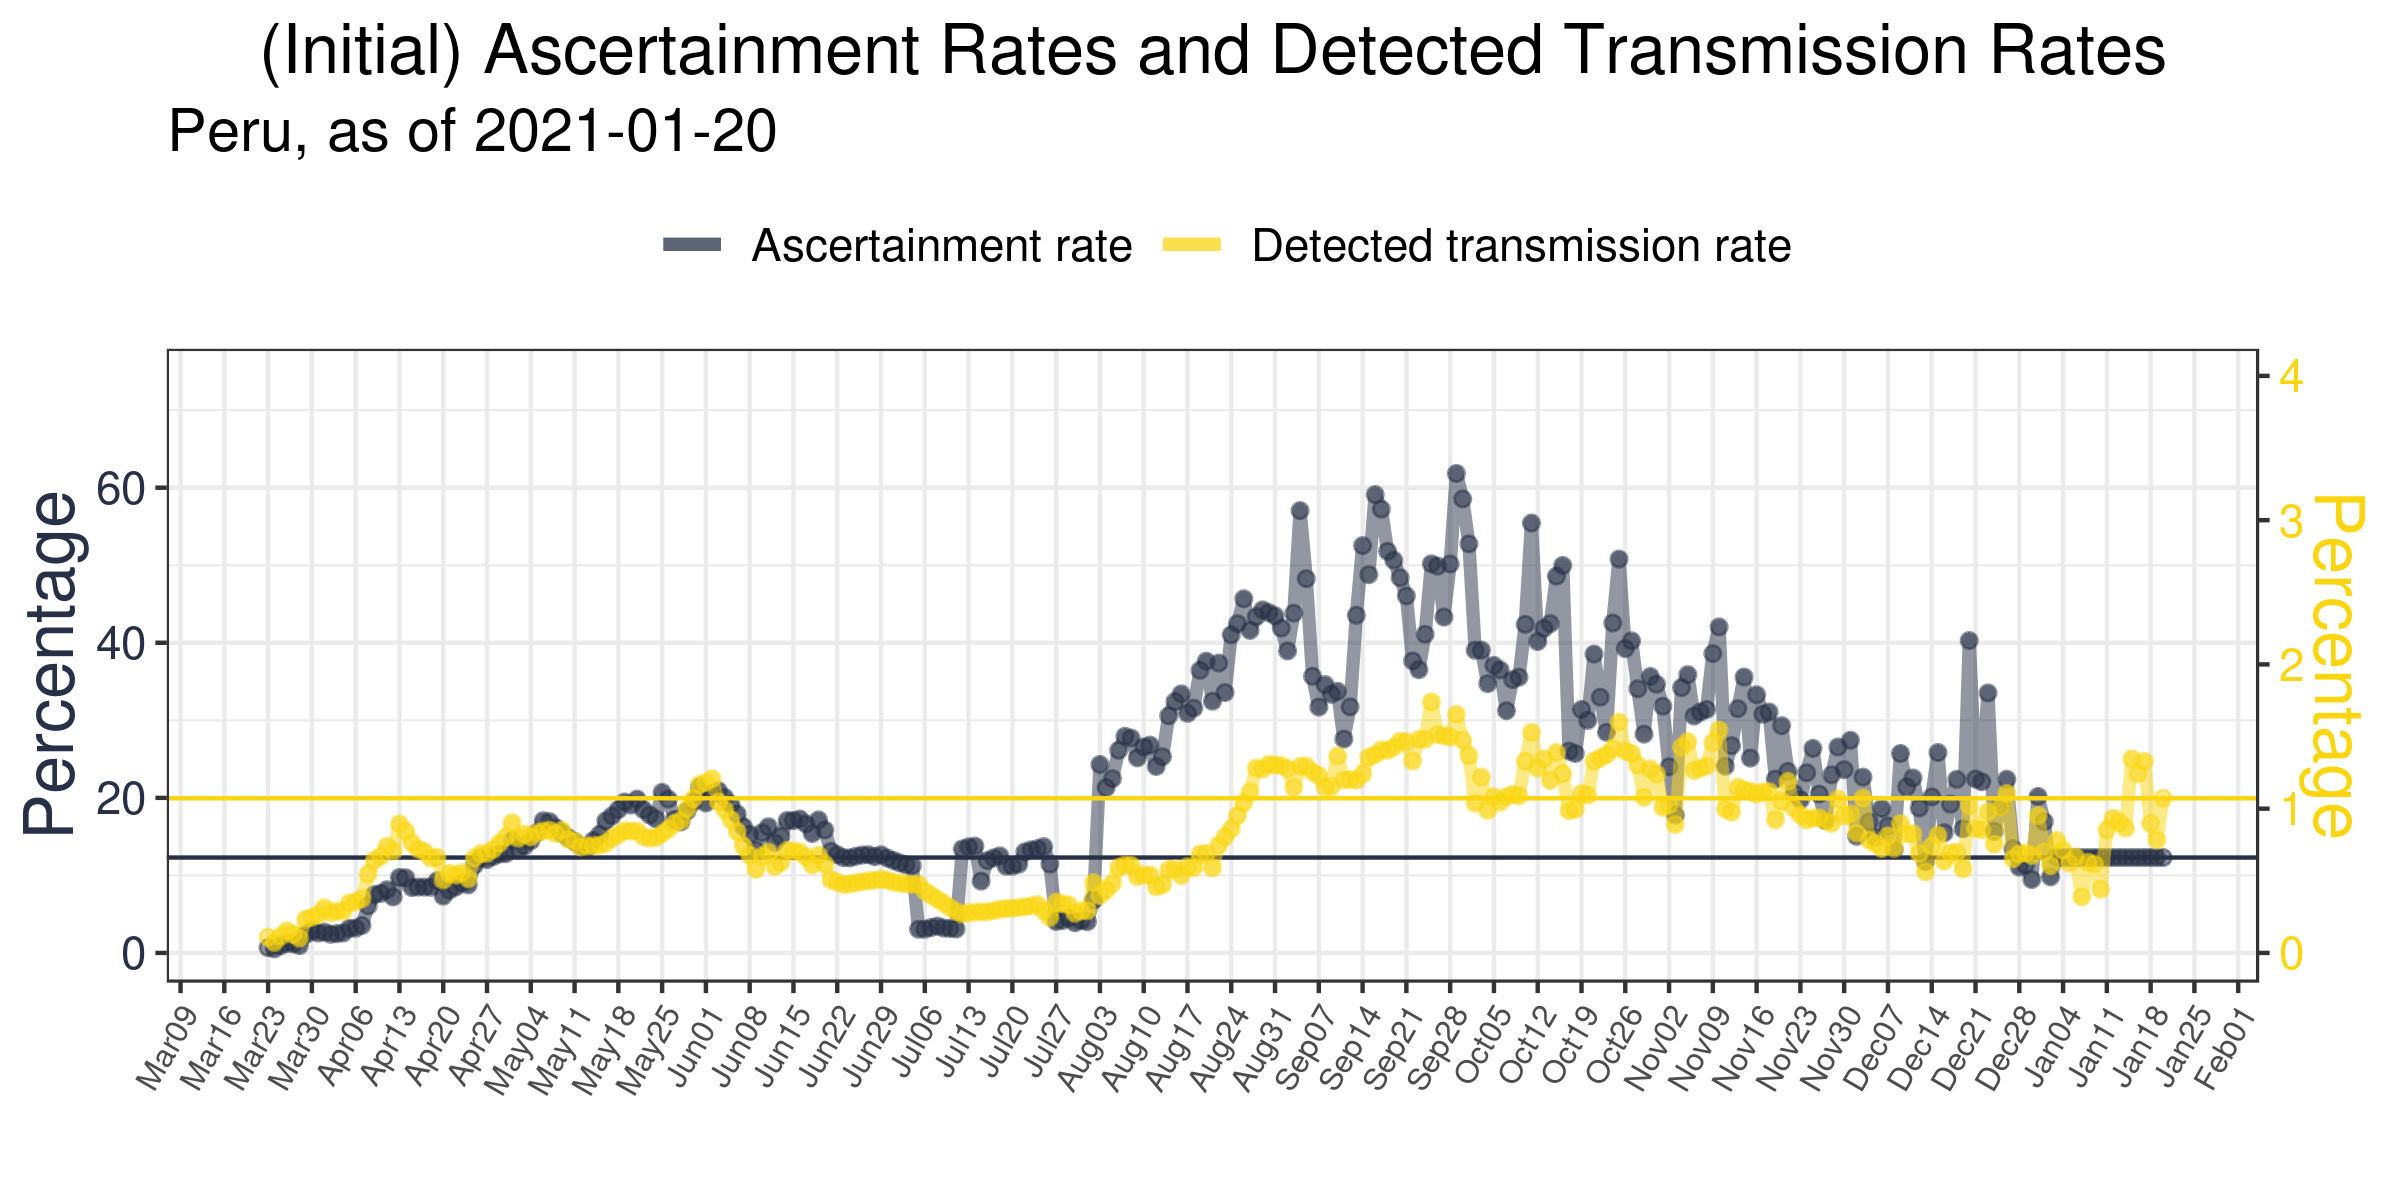 (Initial) Ascertainment Rates and Detected Transmission Rates
Peru, as of 2021-01-20
Ascertainment rate
Detected transmission rate
Percentage
60
40
20
0
4
3
2
1
0
Percentage
Mar09
Mar16
Mar23
Mar30
Apr06
Apr13
Apr20
Apr27
May04
May11
May18
May25
Jun01
Jun08
Jun15
Jun22
Jun29
Jul06
Jul13
Jul20
Jul27
Aug03
Aug10
Aug17
Aug24
Aug31
Sep07
Sep14
Sep21
Sep28
Oct05
Oct12
Oct19
Oct26
Nov02
Nov09
Nov16
Nov23
Nov30
Dec07
Dec14
Dec21
Dec28
Jan04
Jan11
Jan18
Jan25
Feb01